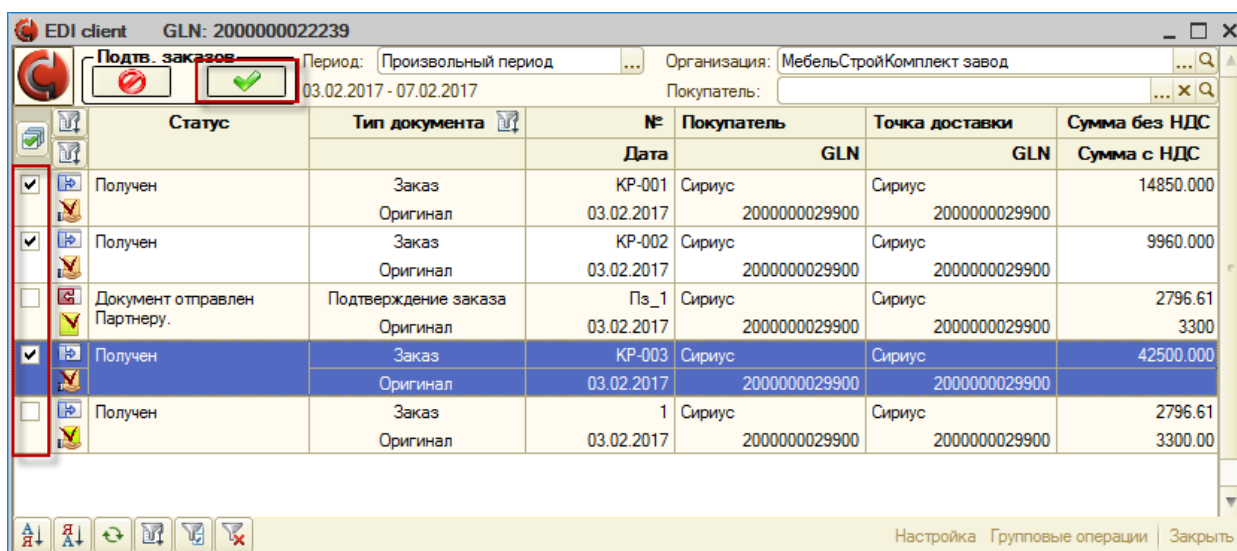 EDI client GLN: 2000000022239
Подтв. заказов Период: Произвольный период ... Организация: МебельСтройКомплект завод ...
03.02.2017 - 07.02.2017 Покупатель: ...
Статус Тип документа № Покупатель Точка доставки Сумма без НДС
Дата GLN GLN Сумма с НДС
Получен Заказ КР-001 Сириус Сириус 14850.000
Оригинал 03.02.2017 2000000029900 2000000029900
Получен Заказ КР-002 Сириус Сириус 9960.000
Оригинал 03.02.2017 2000000029900 2000000029900
Документ отправлен Подтверждение заказа Пз_1 Сириус Сириус 2796.61
Партнеру. Оригинал 03.02.2017 2000000029900 2000000029900 3300
Получен Заказ КР-003 Сириус Сириус 42500.000
Оригинал 03.02.2017 2000000029900 2000000029900
Получен Заказ 1 Сириус Сириус 2796.61
Оригинал 03.02.2017 2000000029900 2000000029900 3300.00
Настройка Групповые операции Закрыть